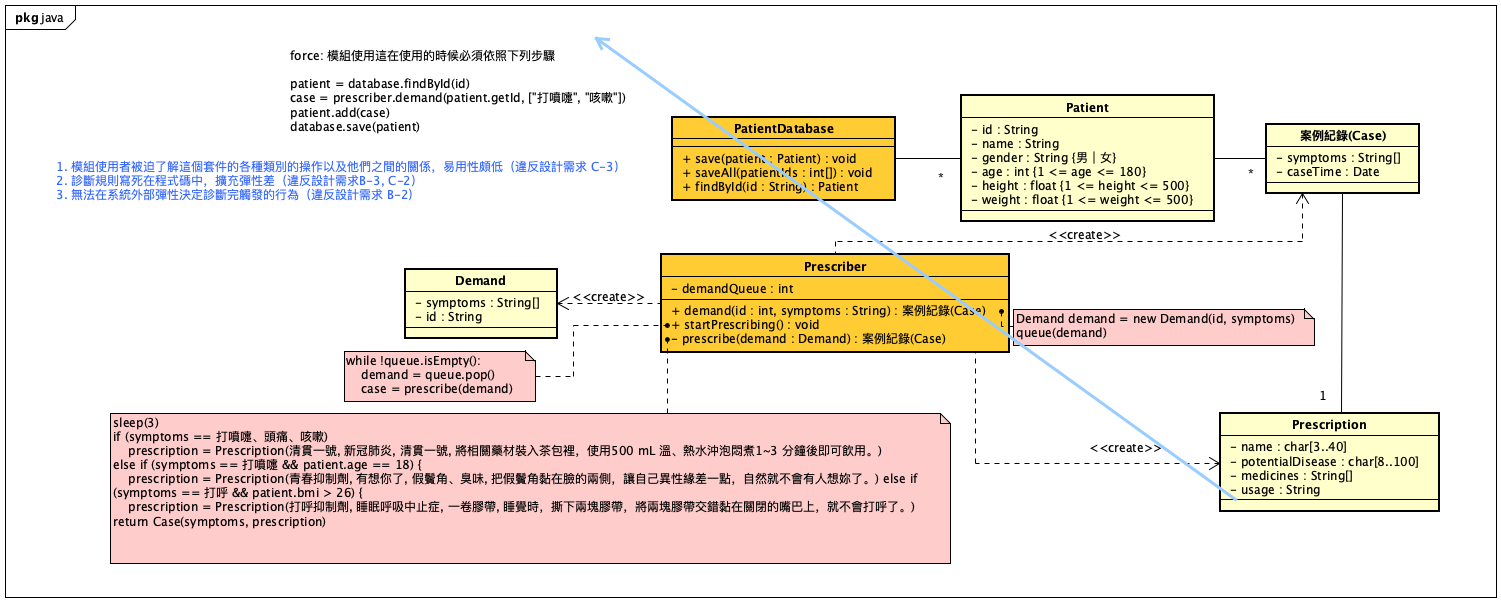 pkg java
force: 模組使用這在使用的時候必須依照下列步驟
patient = database.findById(id)
case = prescriber.demand(patient.getId, ["打噴嚏", "咳嗽"])
patient.add(case)
database.save(patient)
1. 模組使用者被迫了解這個套件的各種類別的操作以及他們之間的關係，易用性頗低（違反設計需求 C-3）
2. 診斷規則寫死在程式碼中，擴充彈性差（違反設計需求B-3, C-2）
3. 無法在系統外部彈性決定診斷完觸發的行為（違反設計需求 B-2）
PatientDatabase
+ save(patient : Patient) : void
+ saveAll(patientIds : int[]) : void
+ findById(id : String) : Patient
*
Patient
- id : String
- name : String
- gender : String {男 | 女}
- age : int {1 <= age <= 180}
- height : float {1 <= height <= 500}
- weight : float {1 <= weight <= 500}
*
案例紀錄(Case)
- symptoms : String[]
- caseTime : Date
<<create>>
Prescriber
- demandQueue : int
+ demand(id : int, symptoms : String) : 案例紀錄(Case)
+ startPrescribing() : void
- prescribe(demand : Demand) : 案例紀錄(Case)
Demand
- symptoms : String[]
- id : String
<<create>>
Demand demand = new Demand(id, symptoms)
queue(demand)
while !queue.isEmpty():
demand = queue.pop()
case = prescribe(demand)
1
Prescription
- name : char[3..40]
- potentialDisease : char[8..100]
- medicines : String[]
- usage : String
<<create>>
sleep(3)
if (symptoms == 打噴嚏、頭痛、咳嗽)
prescription = Prescription(清貫一號, 新冠肺炎, 清貫一號, 將相關藥材裝入茶包裡，使用500 mL 溫、熱水沖泡悶煮1~3 分鐘後即可飲用。)
else if (symptoms == 打噴嚏 && patient.age == 18) {
prescription = Prescription(青春抑制劑, 有想你了, 假鬢角、臭味, 把假鬢角黏在臉的兩側，讓自己異性緣差一點，自然就不會有人想妳了。) else if
(symptoms == 打呼 && patient.bmi > 26) {
prescription = Prescription(打呼抑制劑, 睡眠呼吸中止症, 一卷膠帶, 睡覺時，撕下兩塊膠帶，將兩塊膠帶交錯黏在關閉的嘴巴上，就不會打呼了。)
return Case(symptoms, prescription)